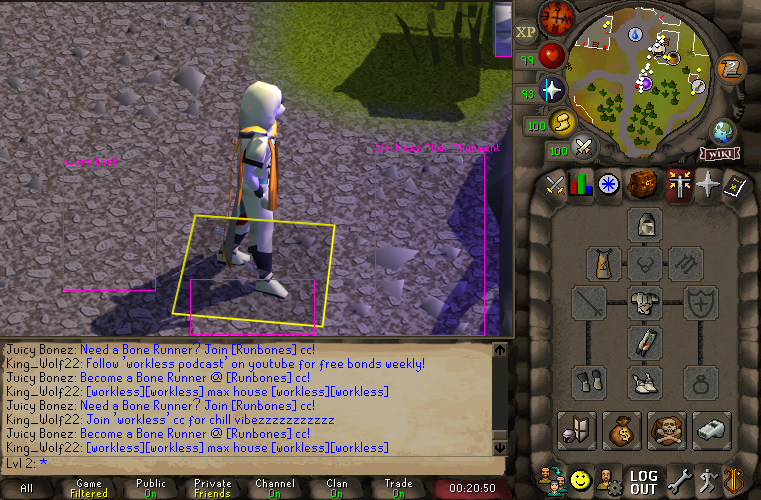 XP
99
93
100
100
WIKI
Juicy Bonez: Need a Bone Runner? Join [Runbones] cc!
King_Wolf22: Follow 'workless podcast' on youtube for free bonds weekly!
Juicy Bonez: Become a Bone Runner @ [Runbones] cc!
King_Wolf22: [workless][workless] max house [workless][workless]
Juicy Bonez: Need a Bone Runner? Join [Runbones] cc!
King_Wolf22: Join 'workless' cc for chill vibezzzzzzzzzzz
Juicy Bonez: Become a Bone Runner @ [Runbones] cc!
King_Wolf22: [workless][workless] max house [workless][workless]
Lvl 2: *
All
Game
Filtered
Public
On
Private
Friends
Channel
On
Clan
On
Trade
On
00:20:50
LOG
OUT